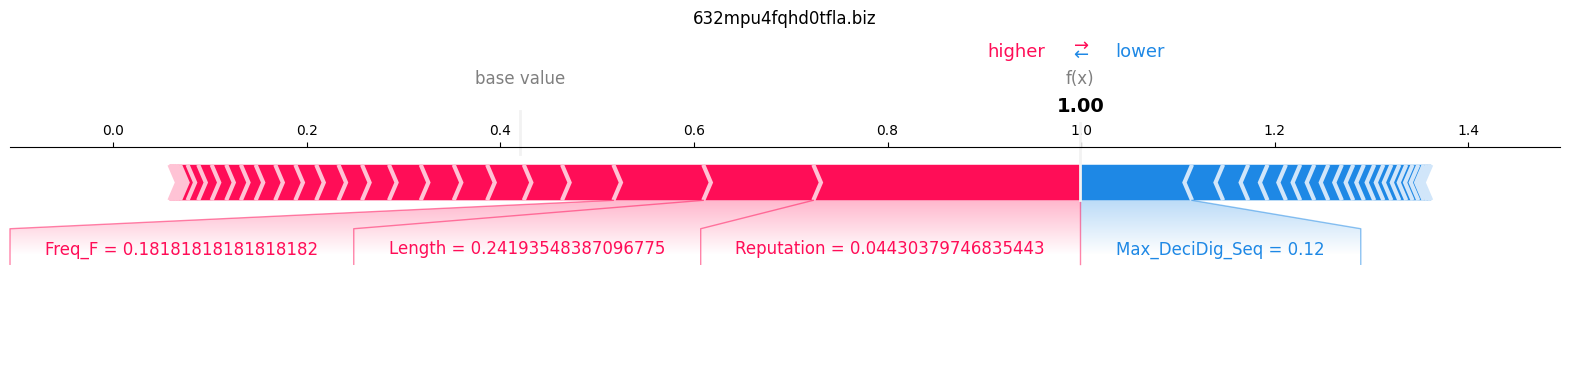 632mpu4fqhd0tfla.biz
higher → ← lower
base value f(x)
1.00
0.0 0.2 0.4 0.6 0.8 1.0 1.2 1.4
Freq_F = 0.18181818181818182 Length = 0.24193548387096775 Reputation = 0.04430379746835443 Max_DeciDig_Seq = 0.12